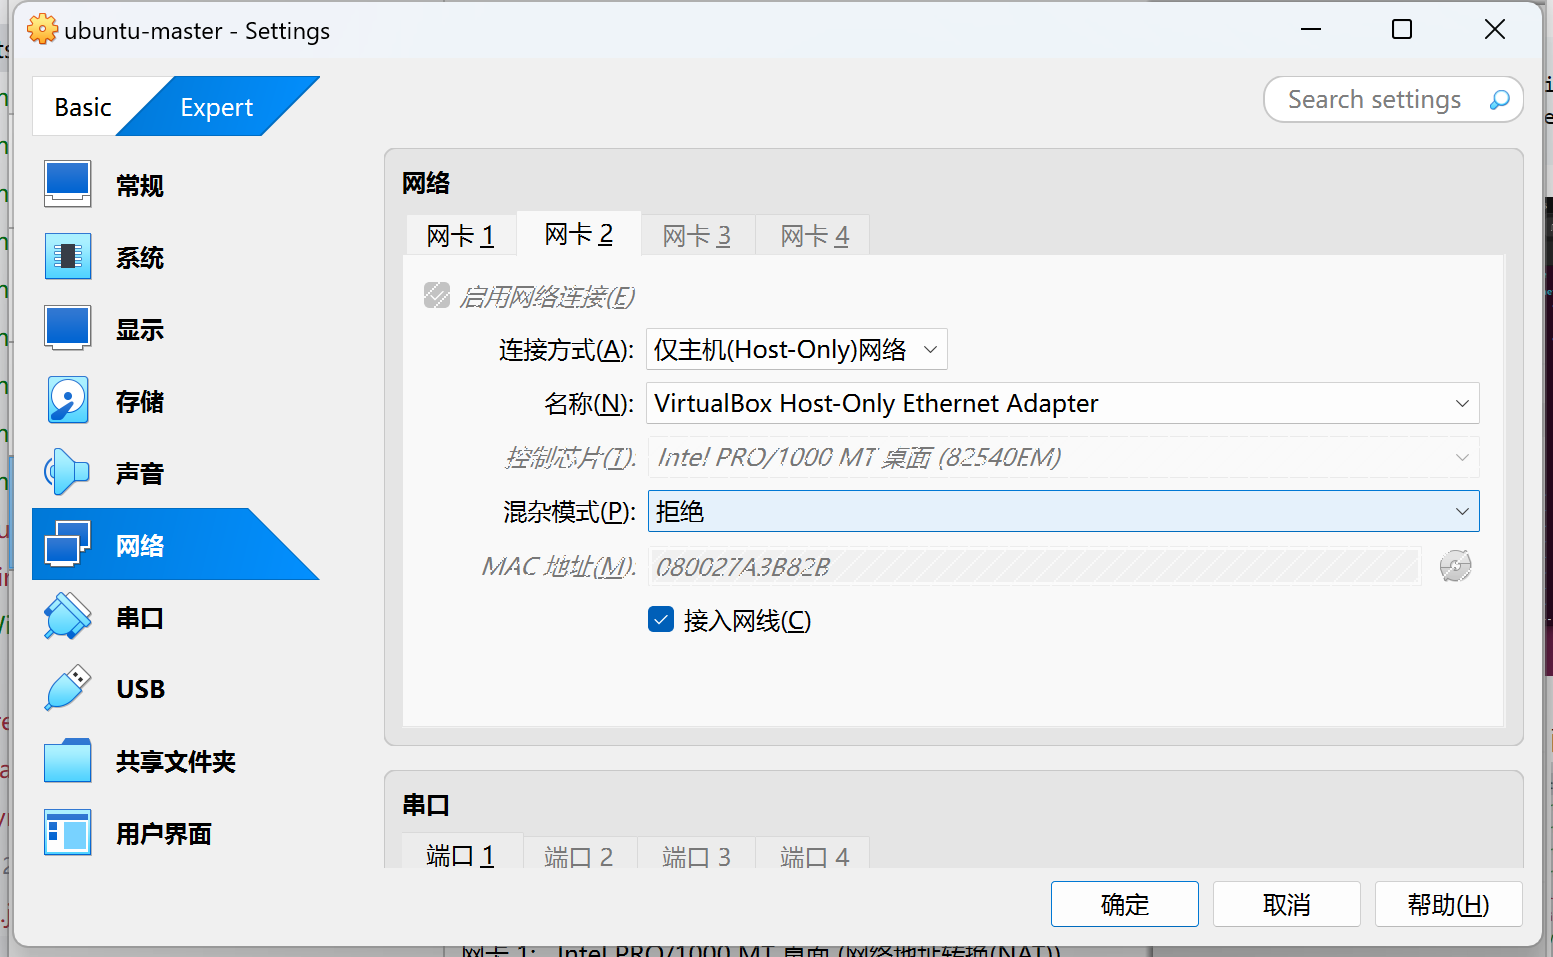 ubuntu-master - Settings
Basic
Expert
Search settings
常规
系统
显示
存储
声音
网络
串口
USB
共享文件夹
用户界面
网络
网卡 1
网卡 2
网卡 3
网卡 4
启用网络连接(E)
连接方式(A): 仅主机(Host-Only)网络
名称(N): VirtualBox Host-Only Ethernet Adapter
控制芯片(T): Intel PRO/1000 MT 桌面 (82540EM)
混杂模式(P): 拒绝
MAC 地址(M): 080027A3B82B
接入网线(C)
串口
端口 1
端口 2
端口 3
端口 4
确定
取消
帮助(H)
网卡 1: Intel PRO/1000 MT 桌面 (网络地址转换(NAT))